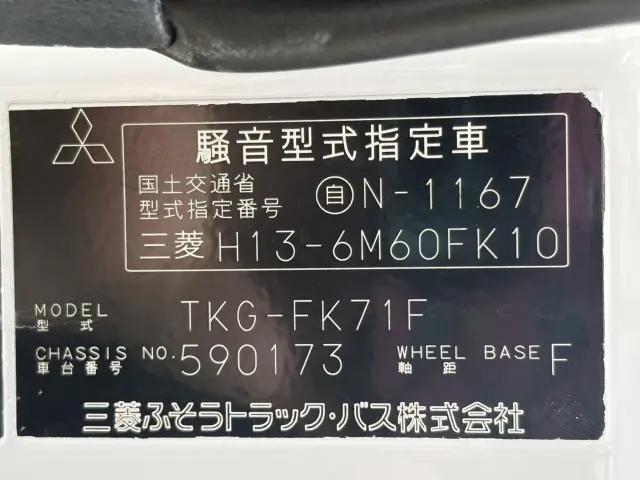 騒音型式指定車
国土交通省
型式指定番号 自N-1167
三菱 H13-6M60FK10
MODEL
型式 TKG-FK71F
CHASSIS NO.
車台番号 590173 WHEEL BASE
軸距 F
三菱ふそうトラック・バス株式会社